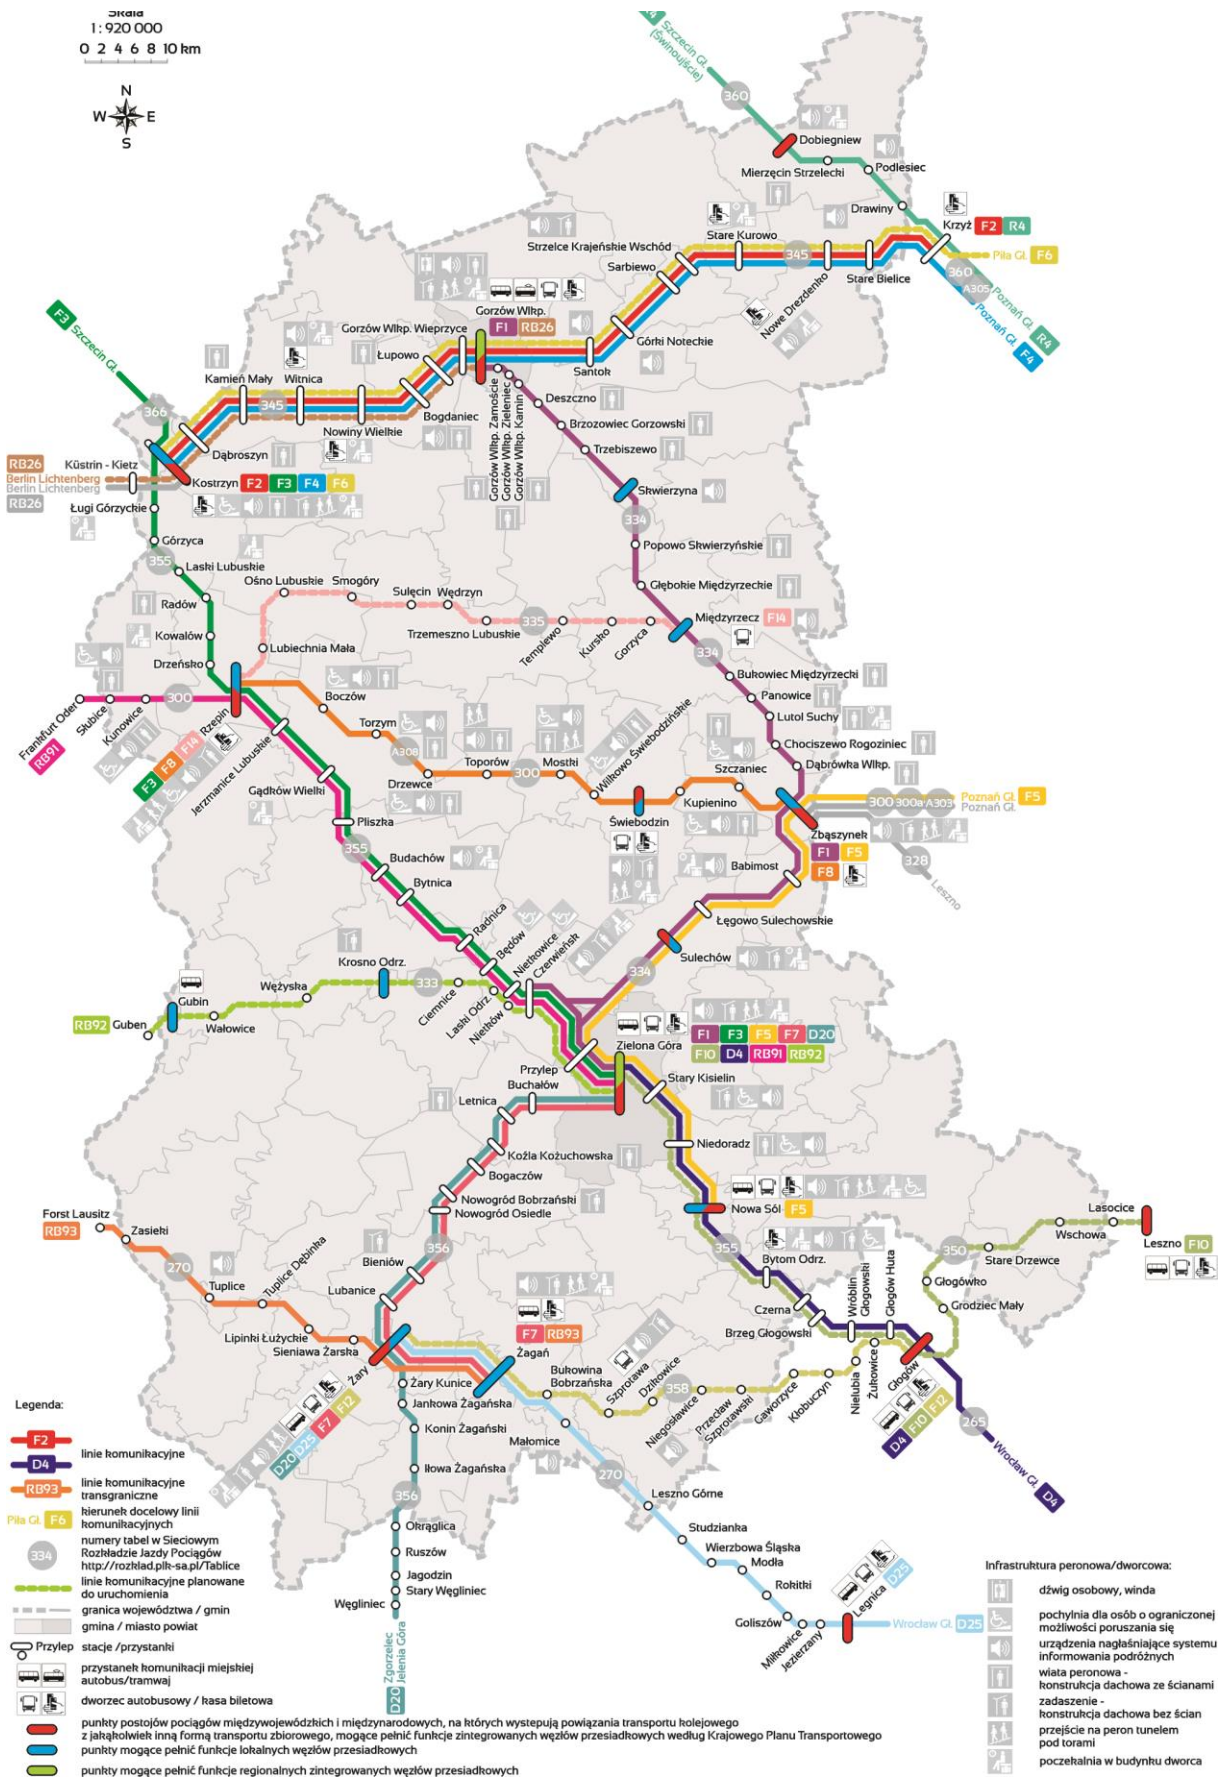 Skala
1 : 920 000
0 2 4 6 8 10 km
N
W E
S
R4
Szczecin Gł.
(Świnoujście)
360
Dobiegniew
Mierzęcin Strzelecki
Podlesiec
Drawiny
Krzyż F2 R4
Strzelce Krajeńskie Wschód
Stare Kurowo
Sarbiewo
345
Stare Bielice
Nowe Drezdenko
Piła Gł. F6
360
A305
Poznań Gł. R4
Poznań Gł. F4
F3 Szczecin Gł.
Gorzów Wlkp.
F1 RB26
Gorzów Wlkp. Wieprzyce
Łupowo
Santok
Górki Noteckie
Kamień Mały
Witnica
345
366
Nowiny Wielkie
Bogdaniec
Dąbroszyn
Gorzów Wlkp. Zamoście
Gorzów Wlkp. Zieleniec
Gorzów Wlkp. Kamin
Deszczno
Brzozowiec Gorzowski
Trzebiszewo
RB26
Küstrin - Kietz
Berlin Lichtenberg
Berlin Lichtenberg
RB26
Kostrzyn F2 F3 F4 F6
Skwierzyna
334
Ługi Górzyckie
Górzyca
355
Laski Lubuskie
Radów
Kowalów
Drzeńsko
Popowo Skwierzyńskie
Głębokie Międzyrzeckie
Ośno Lubuskie
Smogóry
Sulęcin
Wędrzyn
Trzemeszno Lubuskie
335
Templewo
Kursko
Gorzyca
Międzyrzecz F14
Lubiechnia Mała
334
Bukowiec Międzyrzecki
Panowice
Lutol Suchy
Chociszewo Rogoziniec
Dąbrówka Wlkp.
Frankfurt Oder
RB91
Słubice
Kunowice
300
Rzepin
F3 F8 F14
Jerzmanice Lubuskie
Boczów
Torzym
A308
Drzewce
Toporów
300
Mostki
Wilkowo Świebodzińskie
Świebodzin
Szczaniec
Kupienino
Zbąszynek
F1 F5
F8
300 300a A303
Poznań Gł. F5
Poznań Gł.
328
Leszno
Gądków Wielki
Pliszka
355
Budachów
Bytnica
Radnica
Będów
Nietkowice
Czerwieńsk
Babimost
Łęgowo Sulechowskie
Sulechów
334
Krosno Odrz.
333
Gubin
Wężyska
Wałowice
RB92 Guben
Ciemnice
Laski Odrz.
Nietków
Zielona Góra
F1 F3 F5 F7 D20
F10 D4 RB91 RB92
Przylep
Buchałów
Letnica
Stary Kisielin
Niedoradz
Koźla Kożuchowska
Bogaczów
Nowogród Bobrzański
Nowogród Osiedle
Nowa Sól F5
356
Bieniów
Lubanice
355
Bytom Odrz.
Czerna
Brzeg Głogowski
Wróblin
Głogowski
Głogów Huta
Żukowice
Nielubia
Głogów
D4 F10 F12
Lasocice
Wschowa
Leszno F10
350
Stare Drzewce
Głogówko
Grodziec Mały
265
Wrocław Gł. D4
Forst Lausitz
RB93
Zasieki
270
Tuplice
Tuplice Dębinka
Lipinki Łużyckie
Sieniawa Żarska
Żary
D20 D25 F7 F12
F7 RB93
Żagań
Żary Kunice
Jankowa Żagańska
Konin Żagański
Iłowa Żagańska
356
Okrąglica
Ruszów
Jagodzin
Stary Węgliniec
Węgliniec
Zgorzelec
Jelenia Góra
D20
Bukowina
Bobrzańska
Szprotawa
Dzikowice
358
Niegosławice
Przecław
Szprotawski
Gaworzyce
Kłobuczyn
Małomice
270
Leszno Górne
Studzianka
Wierzbowa Śląska
Modła
Rokitki
Goliszów
Miłkowice
Jezierzany
Legnica D25
Wrocław Gł. D25
Legenda:
F2
D4
linie komunikacyjne
RB93
linie komunikacyjne
transgraniczne
Piła Gł. F6
kierunek docelowy linii
komunikacyjnych
334
numery tabel w Sieciowym
Rozkładzie Jazdy Pociągów
http://rozklad.plk-sa.pl/Tablice
linie komunikacyjne planowane
do uruchomienia
granica województwa / gmin
gmina / miasto powiat
Przylep stacje /przystanki
przystanek komunikacji miejskiej
autobus/tramwaj
dworzec autobusowy / kasa biletowa
punkty postojów pociągów międzywojewódzkich i międzynarodowych, na których występują powiązania transportu kolejowego
z jakąkolwiek inną formą transportu zbiorowego, mogące pełnić funkcje zintegrowanych węzłów przesiadkowych według Krajowego Planu Transportowego
punkty mogące pełnić funkcje lokalnych węzłów przesiadkowych
punkty mogące pełnić funkcje regionalnych zintegrowanych węzłów przesiadkowych
Infrastruktura peronowa/dworcowa:
dźwig osobowy, winda
pochylnia dla osób o ograniczonej
możliwości poruszania się
urządzenia nagłaśniające systemu
informowania podróżnych
wiata peronowa -
konstrukcja dachowa ze ścianami
zadaszenie -
konstrukcja dachowa bez ścian
przejście na peron tunelem
pod torami
poczekalnia w budynku dworca